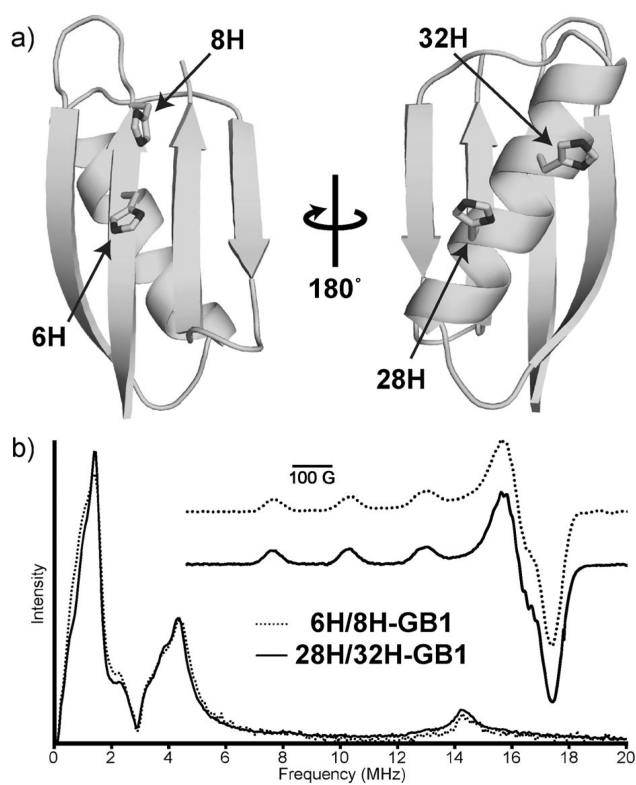 a)
8H
32H
6H
180°
28H
b)
100 G
Intensity
6H/8H-GB1
28H/32H-GB1
0 2 4 6 8 10 12 14 16 18 20
Frequency (MHz)